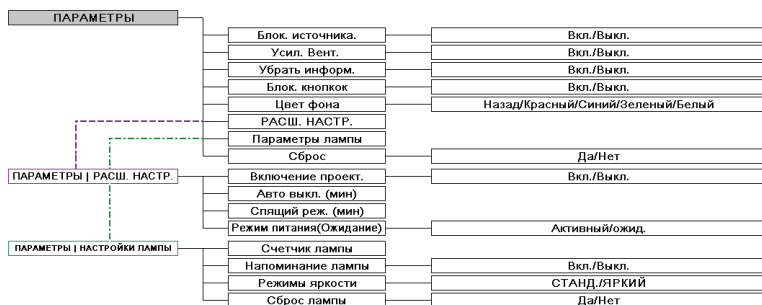 ПАРАМЕТРЫ
Блок. источника. Вкл./Выкл.
Усил. Вент. Вкл./Выкл.
Убрать информ. Вкл./Выкл.
Блок. кнопкок Вкл./Выкл.
Цвет фона Назад/Красный/Синий/Зеленый/Белый
РАСШ. НАСТР.
Параметры лампы
Сброс Да/Нет
ПАРАМЕТРЫ | РАСШ. НАСТР. Включение проект. Вкл./Выкл.
Авто выкл. (мин)
Спящий реж. (мин)
Режим питания(Ожидание) Активный/ожид.
ПАРАМЕТРЫ | НАСТРОЙКИ ЛАМПЫ Счетчик лампы
Напоминание лампы Вкл./Выкл.
Режимы яркости СТАНД./ЯРКИЙ
Сброс лампы Да/Нет